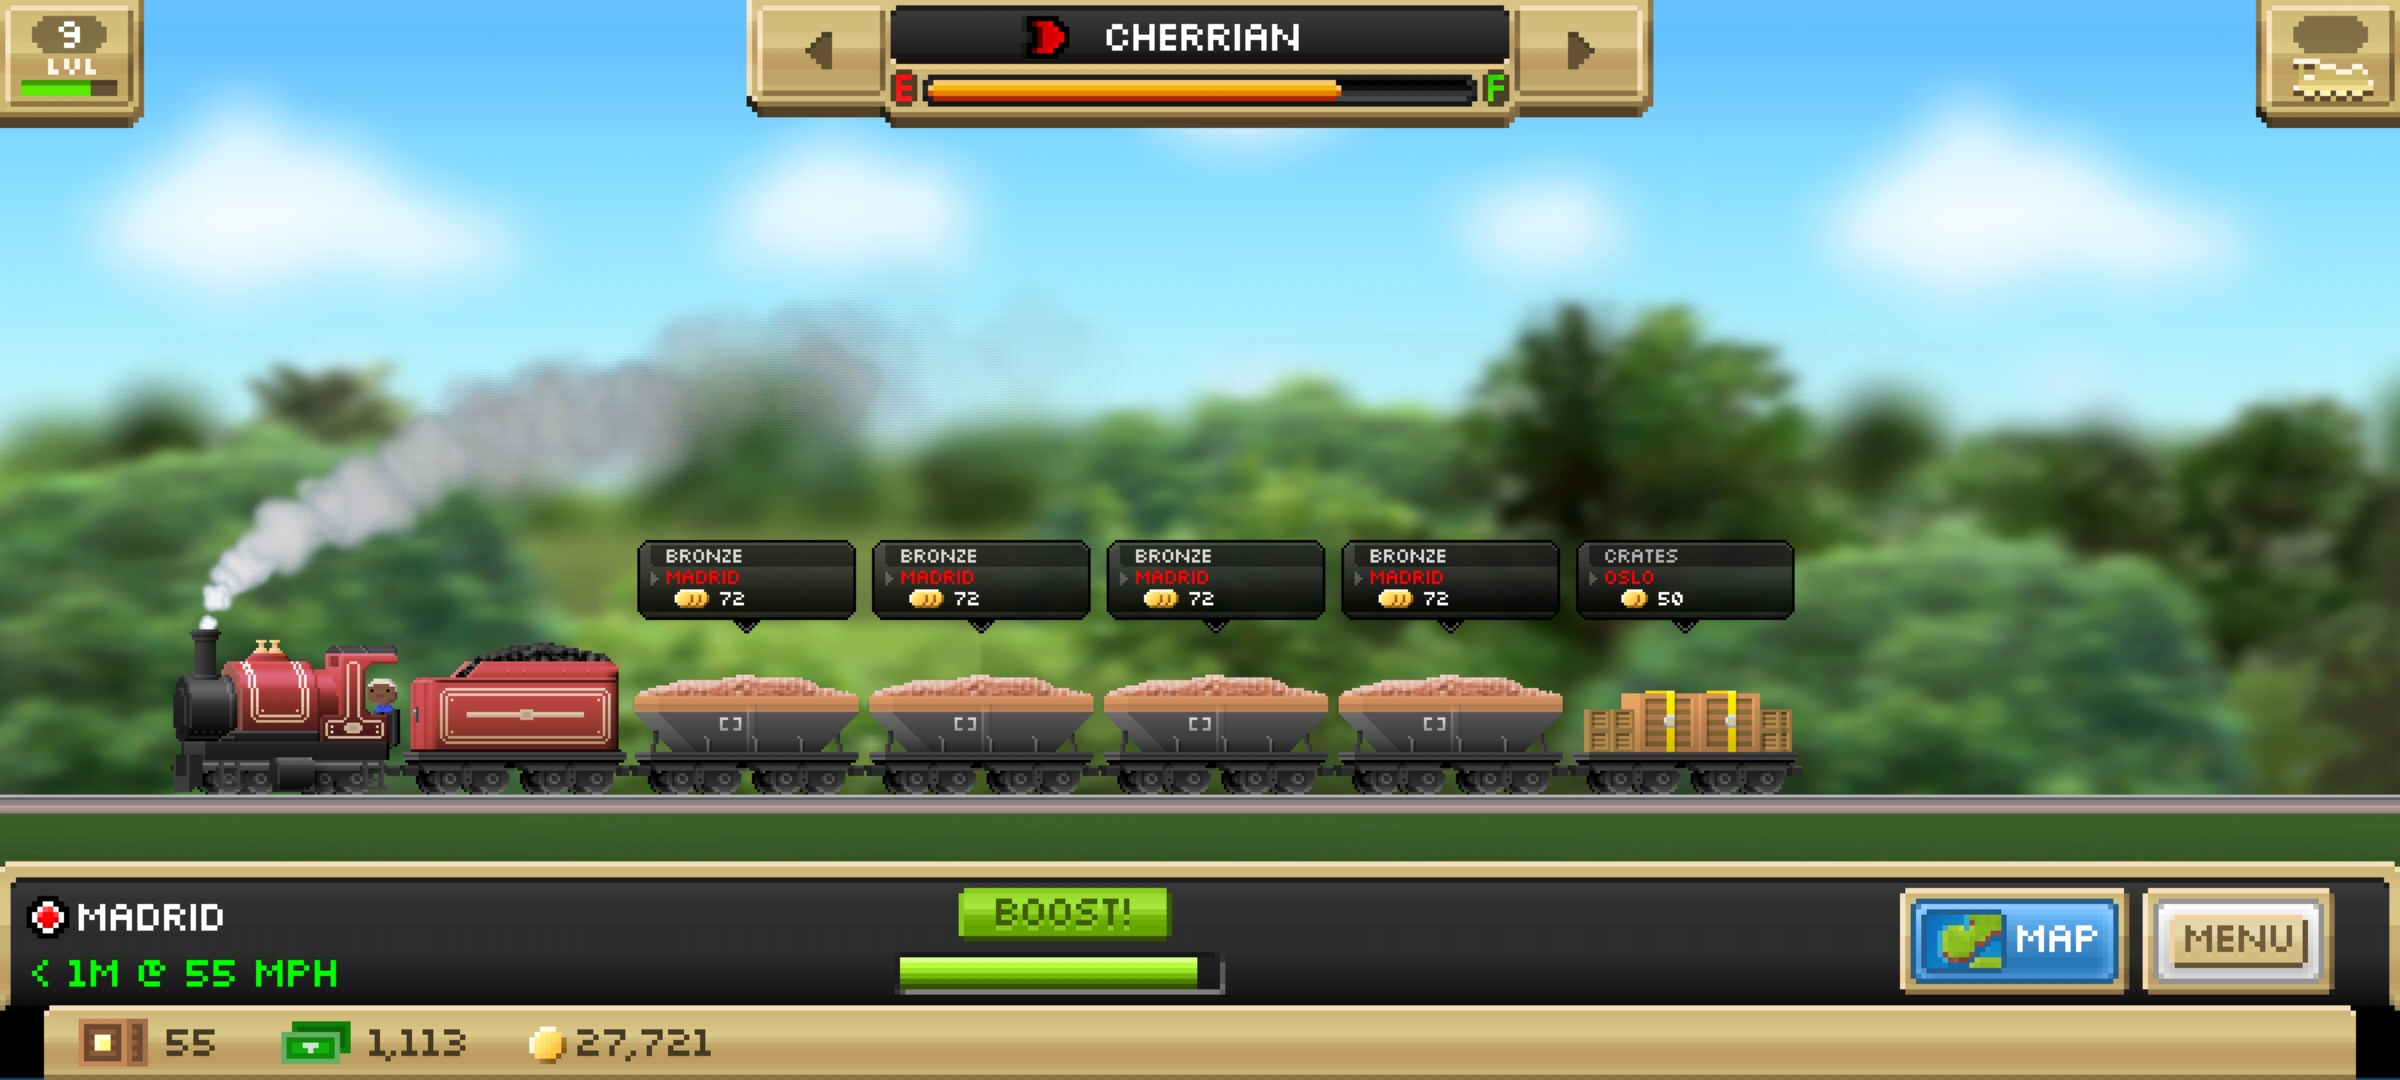 9
LVL
CHERRIAN
E F
BRONZE
MADRID
72
BRONZE
MADRID
72
BRONZE
MADRID
72
BRONZE
MADRID
72
CRATES
OSLO
50
MADRID
< 1M @ 55 MPH
BOOST!
MAP
MENU
55 1,113 27,721